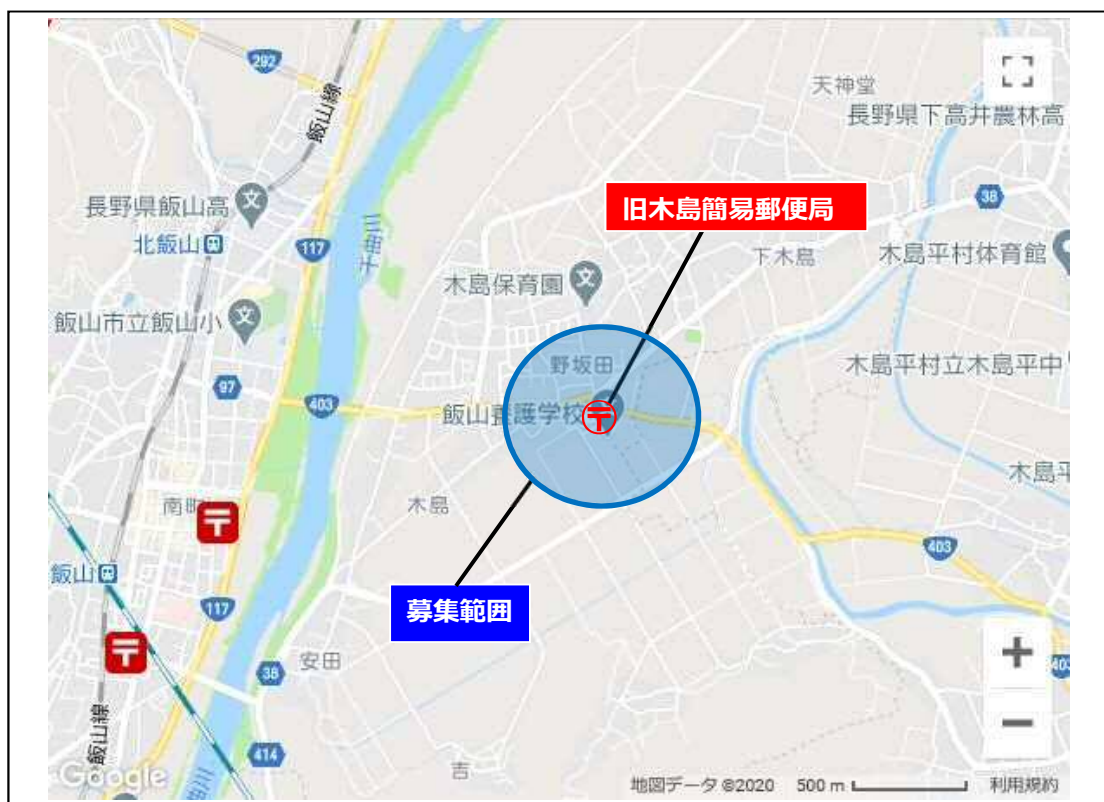 292
飯山線
天神堂
長野県下高井農林高
長野県飯山高
北飯山
117
三
旧木島簡易郵便局
38
下木島
木島平村体育館
木島保育園
飯山市立飯山小
野坂田
97
403
飯山養護学校
木島平村立木島平中
木島
木島平
南町
403
募集範囲
飯山
117
安田
38
403
飯山線
414
吉
三
Google
地図データ ©2020 500 m 利用規約